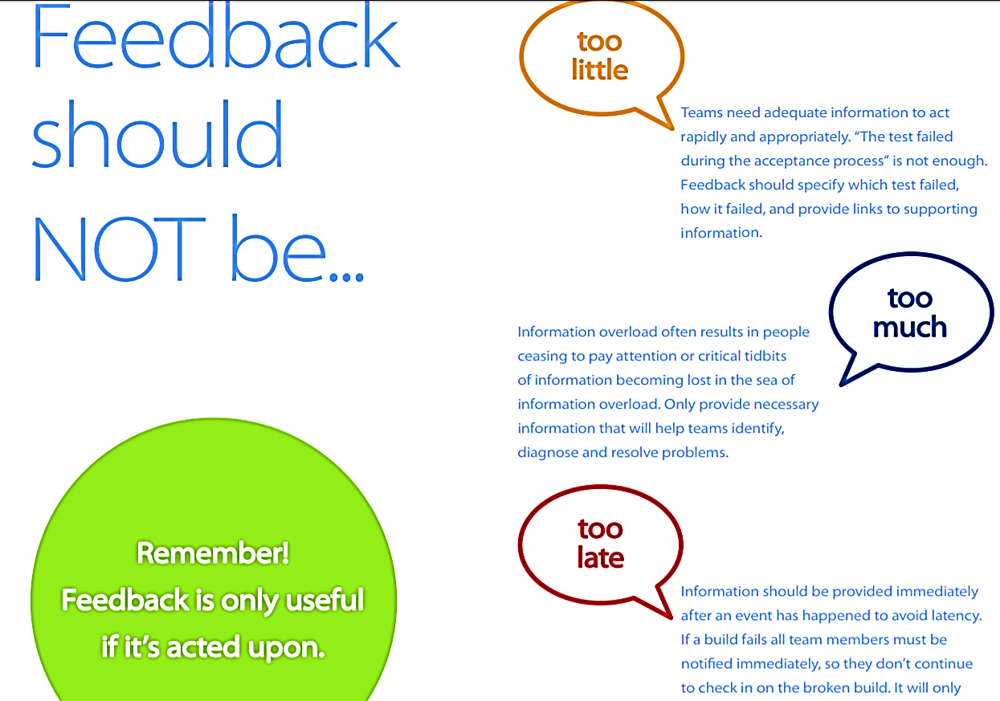 Feedback
should
NOT be...
Remember!
Feedback is only useful
if it's acted upon.
too
little
Teams need adequate information to act
rapidly and appropriately. “The test failed
during the acceptance process” is not enough.
Feedback should specify which test failed,
how it failed, and provide links to supporting
information.
too
much
Information overload often results in people
ceasing to pay attention or critical tidbits
of information becoming lost in the sea of
information overload. Only provide necessary
information that will help teams identify,
diagnose and resolve problems.
too
late
Information should be provided immediately
after an event has happened to avoid latency.
If a build fails all team members must be
notified immediately, so they don’t continue
to check in on the broken build. It will only